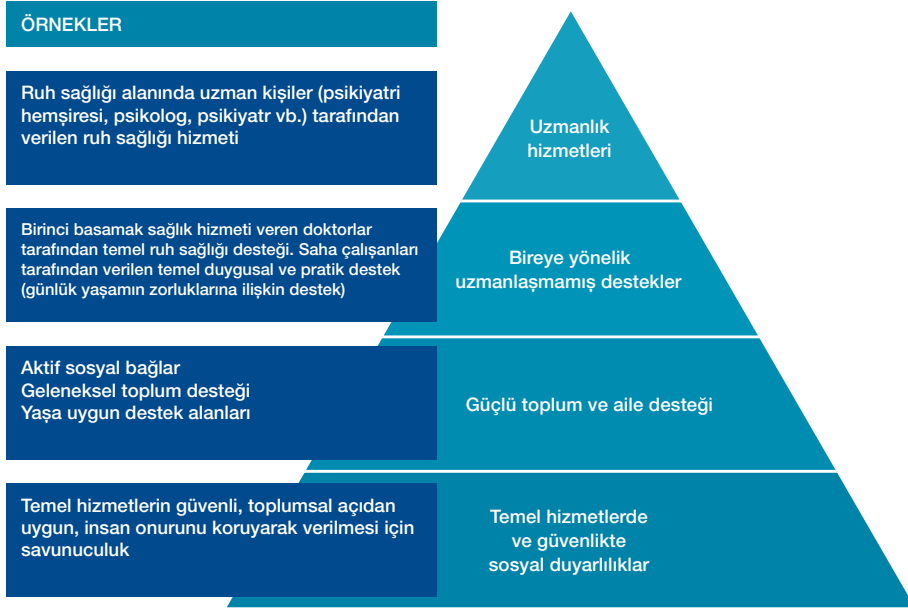 ÖRNEKLER
Ruh sağlığı alanında uzman kişiler (psikiyatri
hemşiresi, psikolog, psikiyatr vb.) tarafından
verilen ruh sağlığı hizmeti
Uzmanlık
hizmetleri
Birinci basamak sağlık hizmeti veren doktorlar
tarafından temel ruh sağlığı desteği. Saha çalışanları
tarafından verilen temel duygusal ve pratik destek
(günlük yaşamın zorluklarına ilişkin destek)
Bireye yönelik
uzmanlaşmamış destekler
Aktif sosyal bağlar
Geleneksel toplum desteği
Yaşa uygun destek alanları
Güçlü toplum ve aile desteği
Temel hizmetlerin güvenli, toplumsal açıdan
uygun, insan onurunu koruyarak verilmesi için
savunuculuk
Temel hizmetlerde
ve güvenlikte
sosyal duyarlılıklar